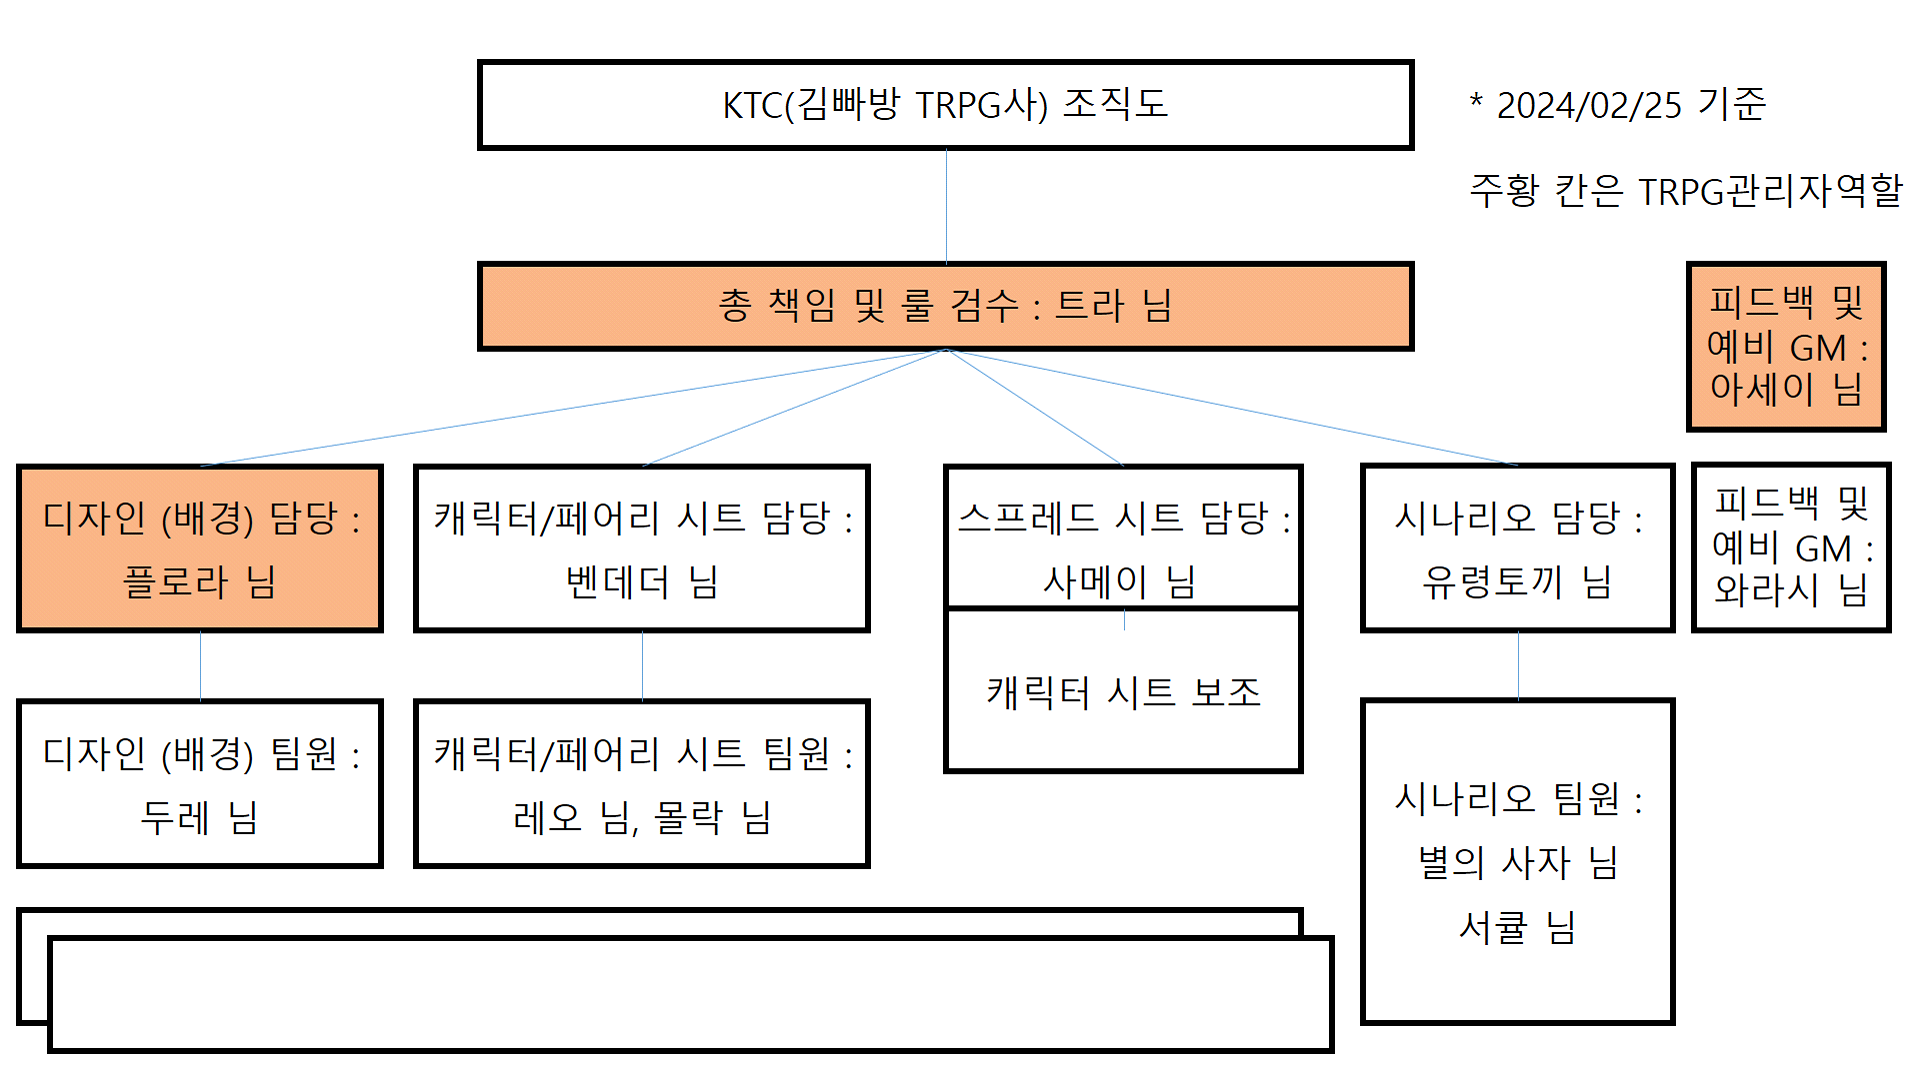 KTC(김빠방 TRPG사) 조직도
* 2024/02/25 기준
주황 칸은 TRPG관리자역할
총 책임 및 룰 검수 : 트라 님
피드백 및
예비 GM :
아세이 님
디자인 (배경) 담당 :
플로라 님
캐릭터/페어리 시트 담당 :
벤데더 님
스프레드 시트 담당 :
사메이 님
시나리오 담당 :
유령토끼 님
피드백 및
예비 GM :
와라시 님
디자인 (배경) 팀원 :
두레 님
캐릭터/페어리 시트 팀원 :
레오 님, 몰락 님
캐릭터 시트 보조
시나리오 팀원 :
별의 사자 님
서큘 님